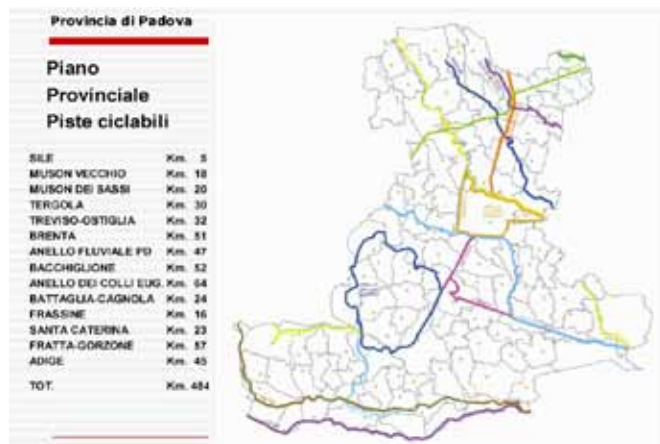 Provincia di Padova
Piano
Provinciale
Piste ciclabili
SILE Km. 5
MUSON VECCHIO Km. 18
MUSON DEI SASSI Km. 20
TERGOLA Km. 30
TREVISO-OSTIGLIA Km. 32
BRENTA Km. 51
ANELLO FLUVIALE PD Km. 47
BACCHIGLIONE Km. 52
ANELLO DEI COLLI EUG. Km. 64
BATTAGLIA-CAGNOLA Km. 24
FRASSINE Km. 16
SANTA CATERINA Km. 23
FRATTA-GORZONE Km. 57
ADIGE Km. 45
TOT. Km. 484